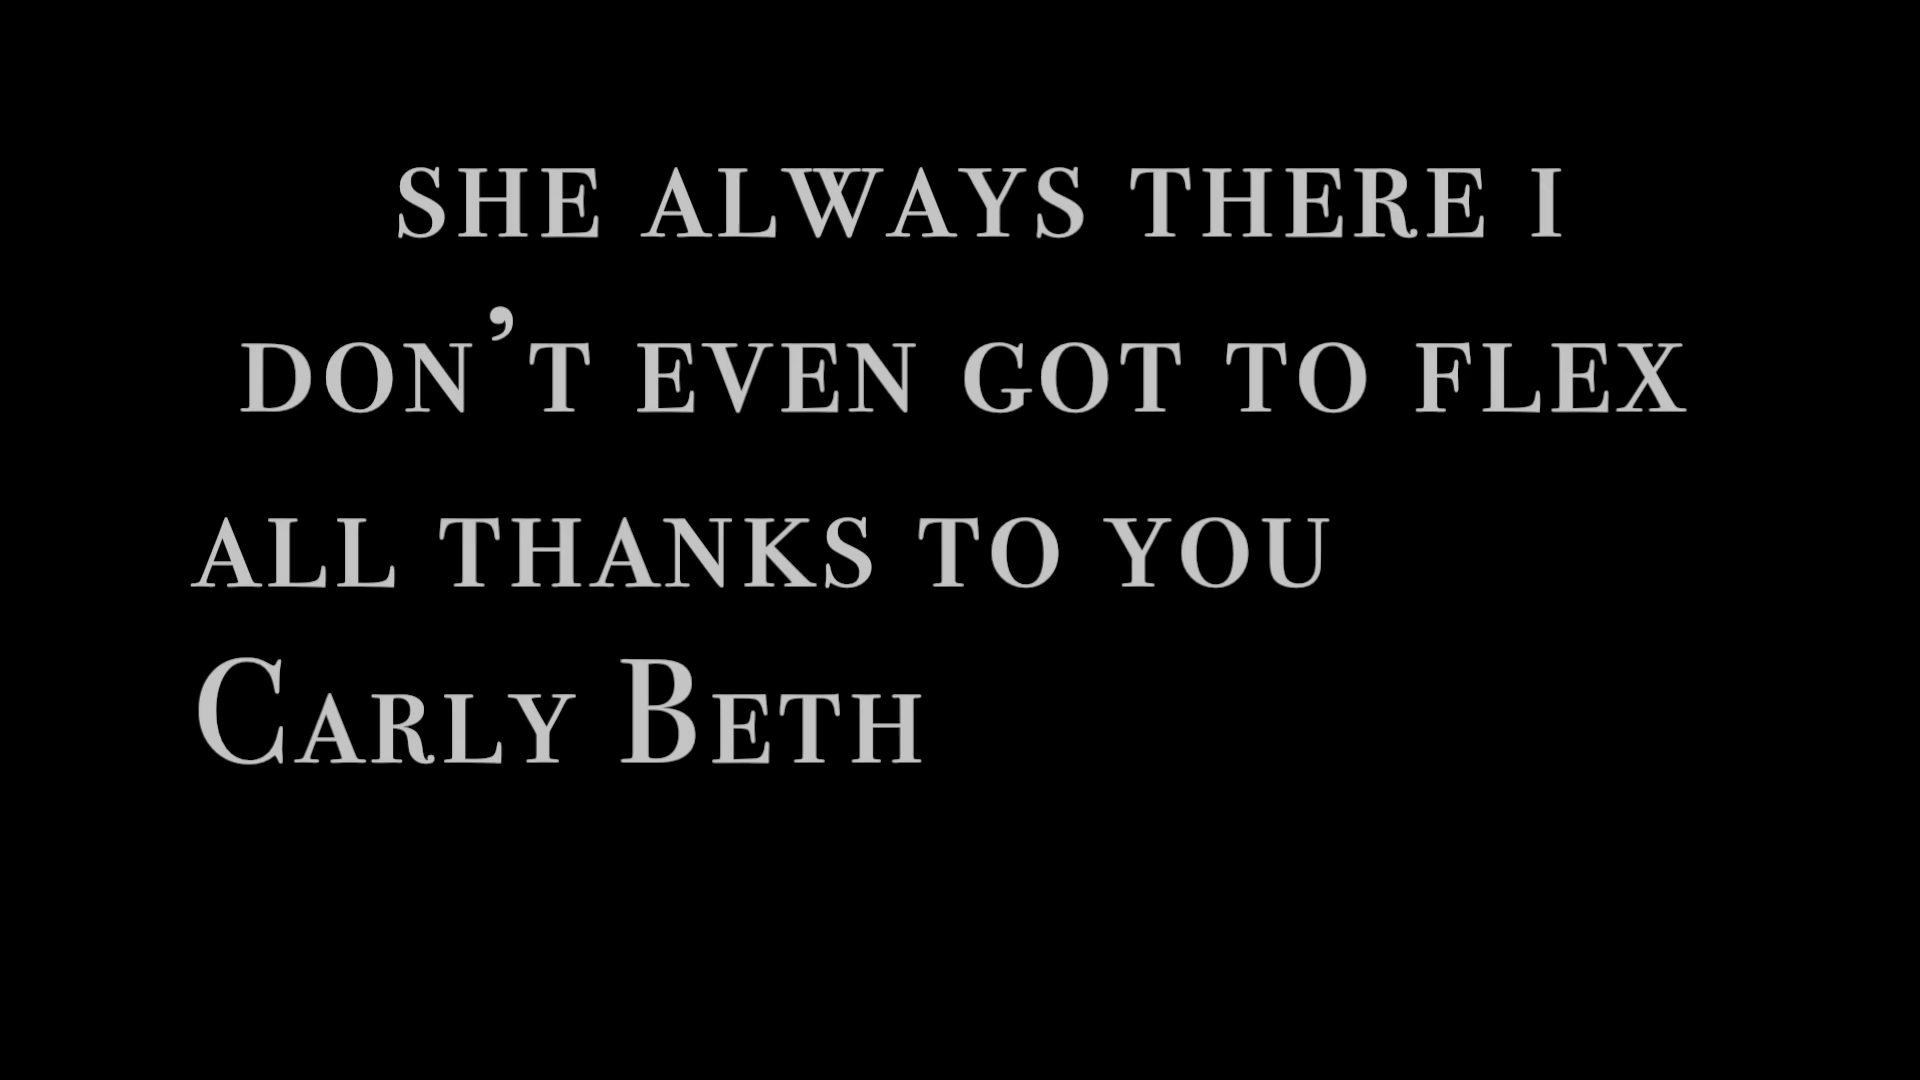 she always there i
don’t even got to flex
all thanks to you
Carly Beth